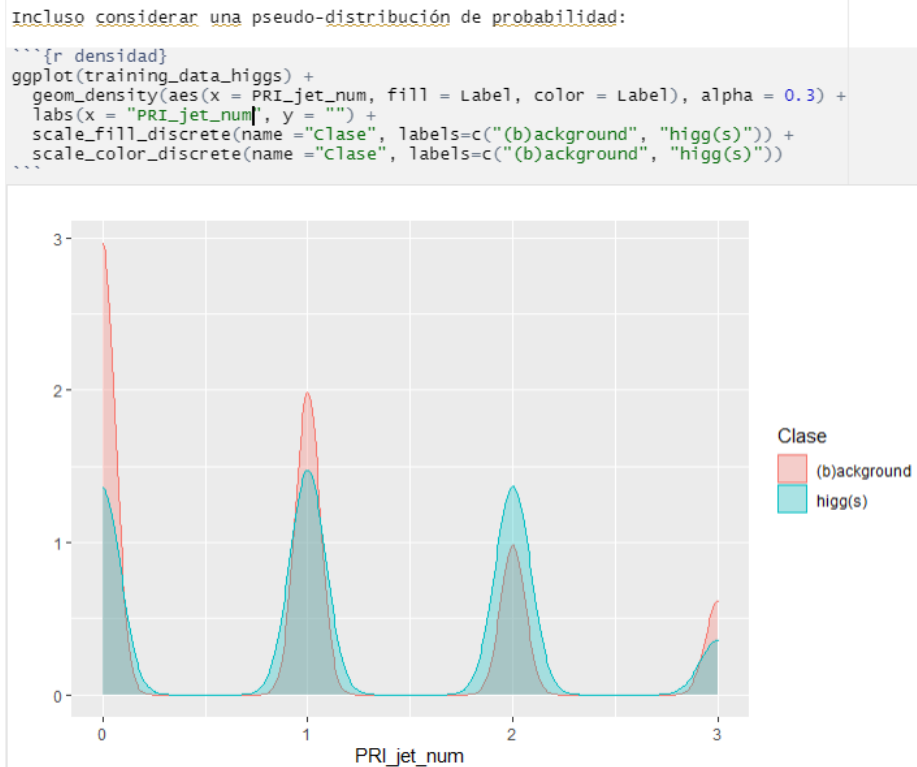 Incluso considerar una pseudo-distribución de probabilidad:
```{r densidad}
ggplot(training_data_higgs) +
  geom_density(aes(x = PRI_jet_num, fill = Label, color = Label), alpha = 0.3) +
  labs(x = "PRI_jet_num", y = "") +
  scale_fill_discrete(name ="Clase", labels=c("(b)ackground", "higg(s)")) +
  scale_color_discrete(name ="Clase", labels=c("(b)ackground", "higg(s)"))
```
3
2
1
0
0 1 2 3
PRI_jet_num
Clase
(b)ackground
higg(s)